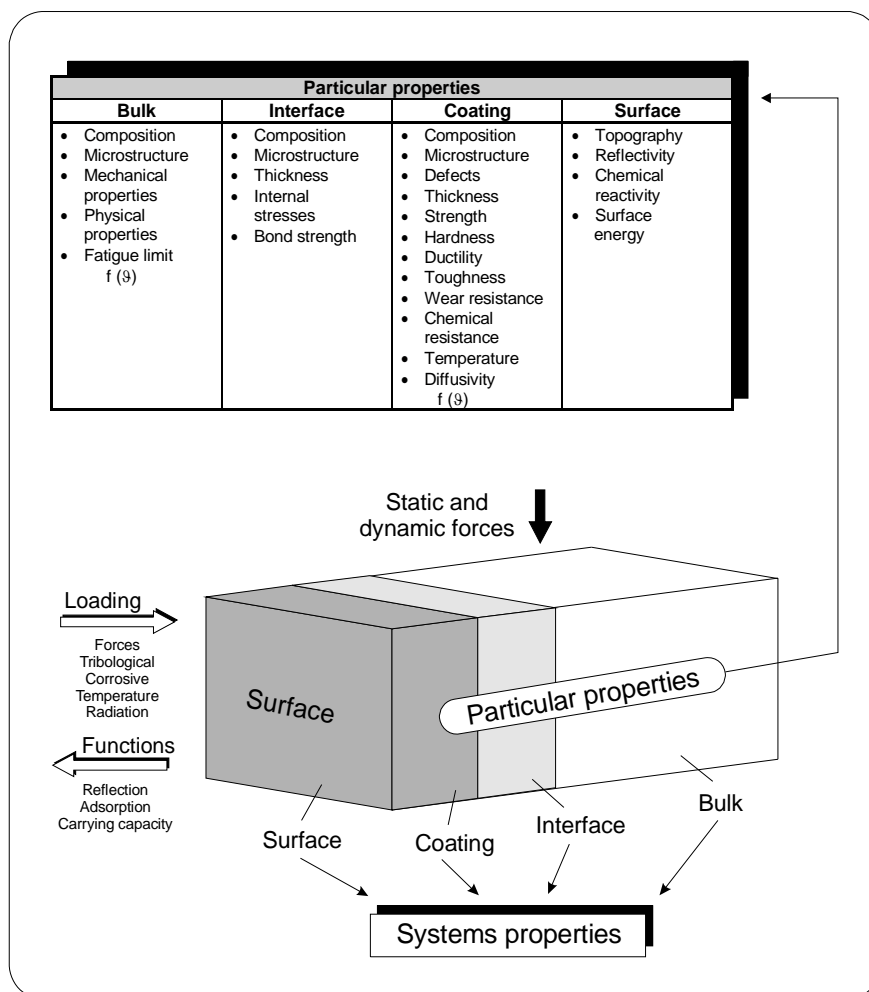 Particular properties
Bulk
• Composition
• Microstructure
• Mechanical
properties
• Physical
properties
• Fatigue limit
f (ϑ)
Interface
• Composition
• Microstructure
• Thickness
• Internal
stresses
• Bond strength
Coating
• Composition
• Microstructure
• Defects
• Thickness
• Strength
• Hardness
• Ductility
• Toughness
• Wear resistance
• Chemical
resistance
• Temperature
• Diffusivity
f (ϑ)
Surface
• Topography
• Reflectivity
• Chemical
reactivity
• Surface
energy
Static and
dynamic forces
Loading
Forces
Tribological
Corrosive
Temperature
Radiation
Functions
Reflection
Adsorption
Carrying capacity
Surface
Particular properties
Surface
Coating
Interface
Bulk
Systems properties